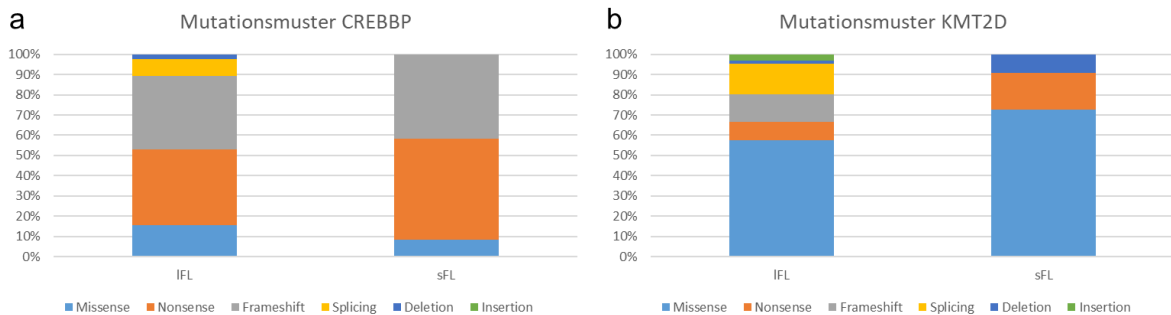 a
Mutationsmuster CREBBP
100%
90%
80%
70%
60%
50%
40%
30%
20%
10%
0%
lFL
sFL
Missense Nonsense Frameshift Splicing Deletion Insertion
b
Mutationsmuster KMT2D
100%
90%
80%
70%
60%
50%
40%
30%
20%
10%
0%
lFL
sFL
Missense Nonsense Frameshift Splicing Deletion Insertion